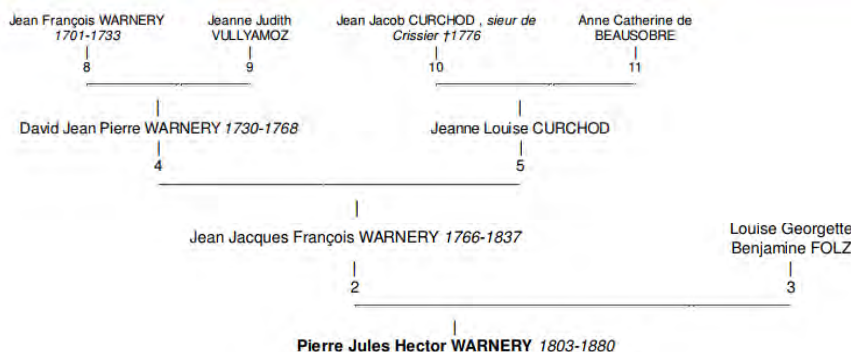 Jean François WARNERY
1701-1733
8
Jeanne Judith
VULLYAMOZ
9
Jean Jacob CURCHOD , sieur de
Crissier †1776
10
Anne Catherine de
BEAUSOBRE
11
David Jean Pierre WARNERY 1730-1768
4
Jeanne Louise CURCHOD
5
Jean Jacques François WARNERY 1766-1837
2
Louise Georgette
Benjamine FOLZ
3
Pierre Jules Hector WARNERY 1803-1880